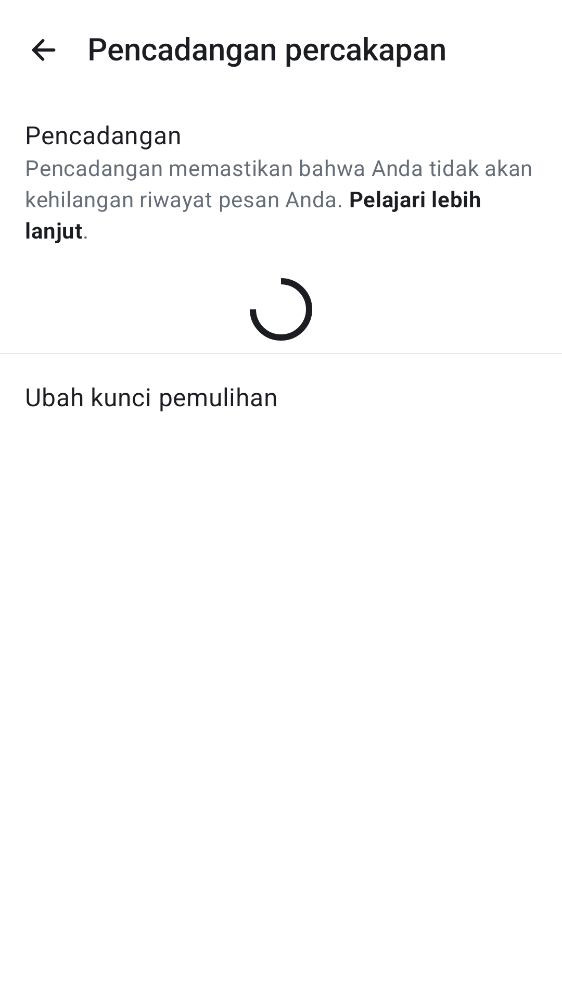 Pencadangan percakapan
Pencadangan
Pencadangan memastikan bahwa Anda tidak akan
kehilangan riwayat pesan Anda. Pelajari lebih
lanjut.
Ubah kunci pemulihan